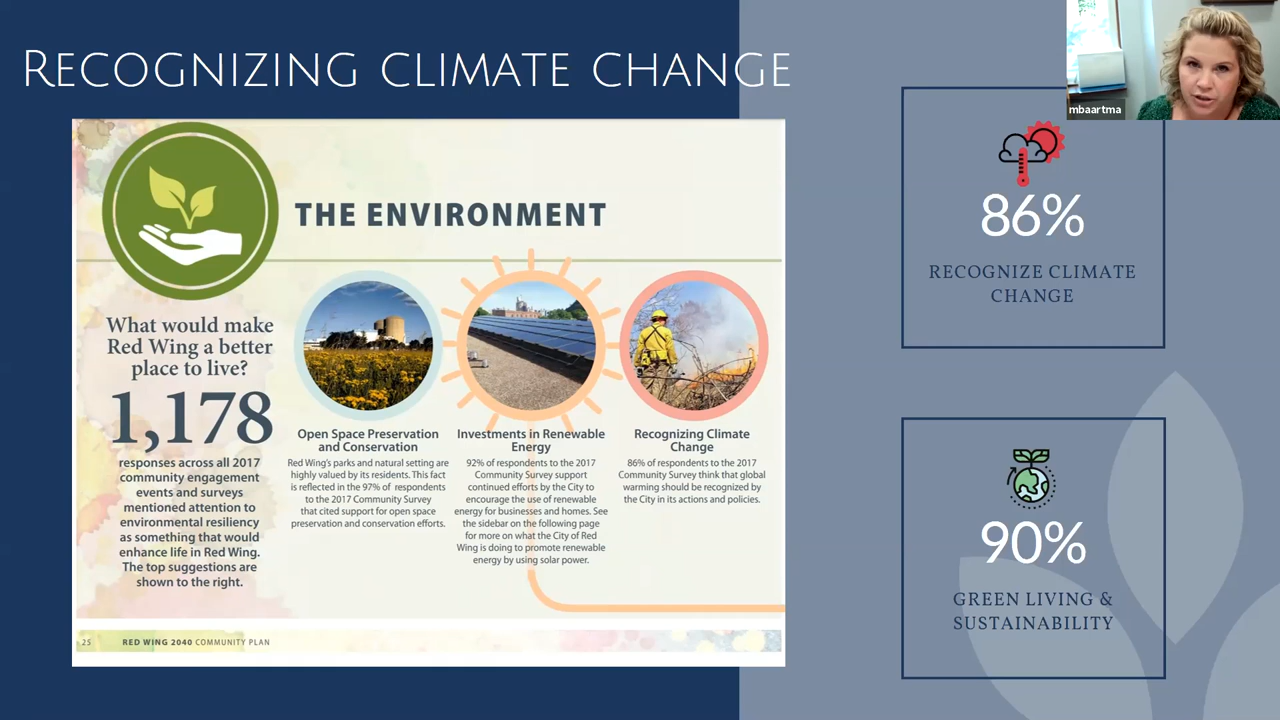 RECOGNIZING CLIMATE CHANGE
mbaartma
THE ENVIRONMENT
What would make
Red Wing a better
place to live?
1,178
responses across all 2017
community engagement
events and surveys
mentioned attention to
environmental resiliency
as something that would
enhance life in Red Wing.
The top suggestions are
shown to the right.
Open Space Preservation
and Conservation
Red Wing's parks and natural setting are
highly valued by its residents. This fact
is reflected in the 97% of respondents
to the 2017 Community Survey
that cited support for open space
preservation and conservation efforts.
Investments in Renewable
Energy
92% of respondents to the 2017
Community Survey support
continued efforts by the City to
encourage the use of renewable
energy for businesses and homes. See
the sidebar on the following page
for more on what the City of Red
Wing is doing to promote renewable
energy by using solar power.
Recognizing Climate
Change
86% of respondents to the 2017
Community Survey think that global
warming should be recognized by
the City in its actions and policies.
25 RED WING 2040 COMMUNITY PLAN
86%
RECOGNIZE CLIMATE
CHANGE
90%
GREEN LIVING &
SUSTAINABILITY